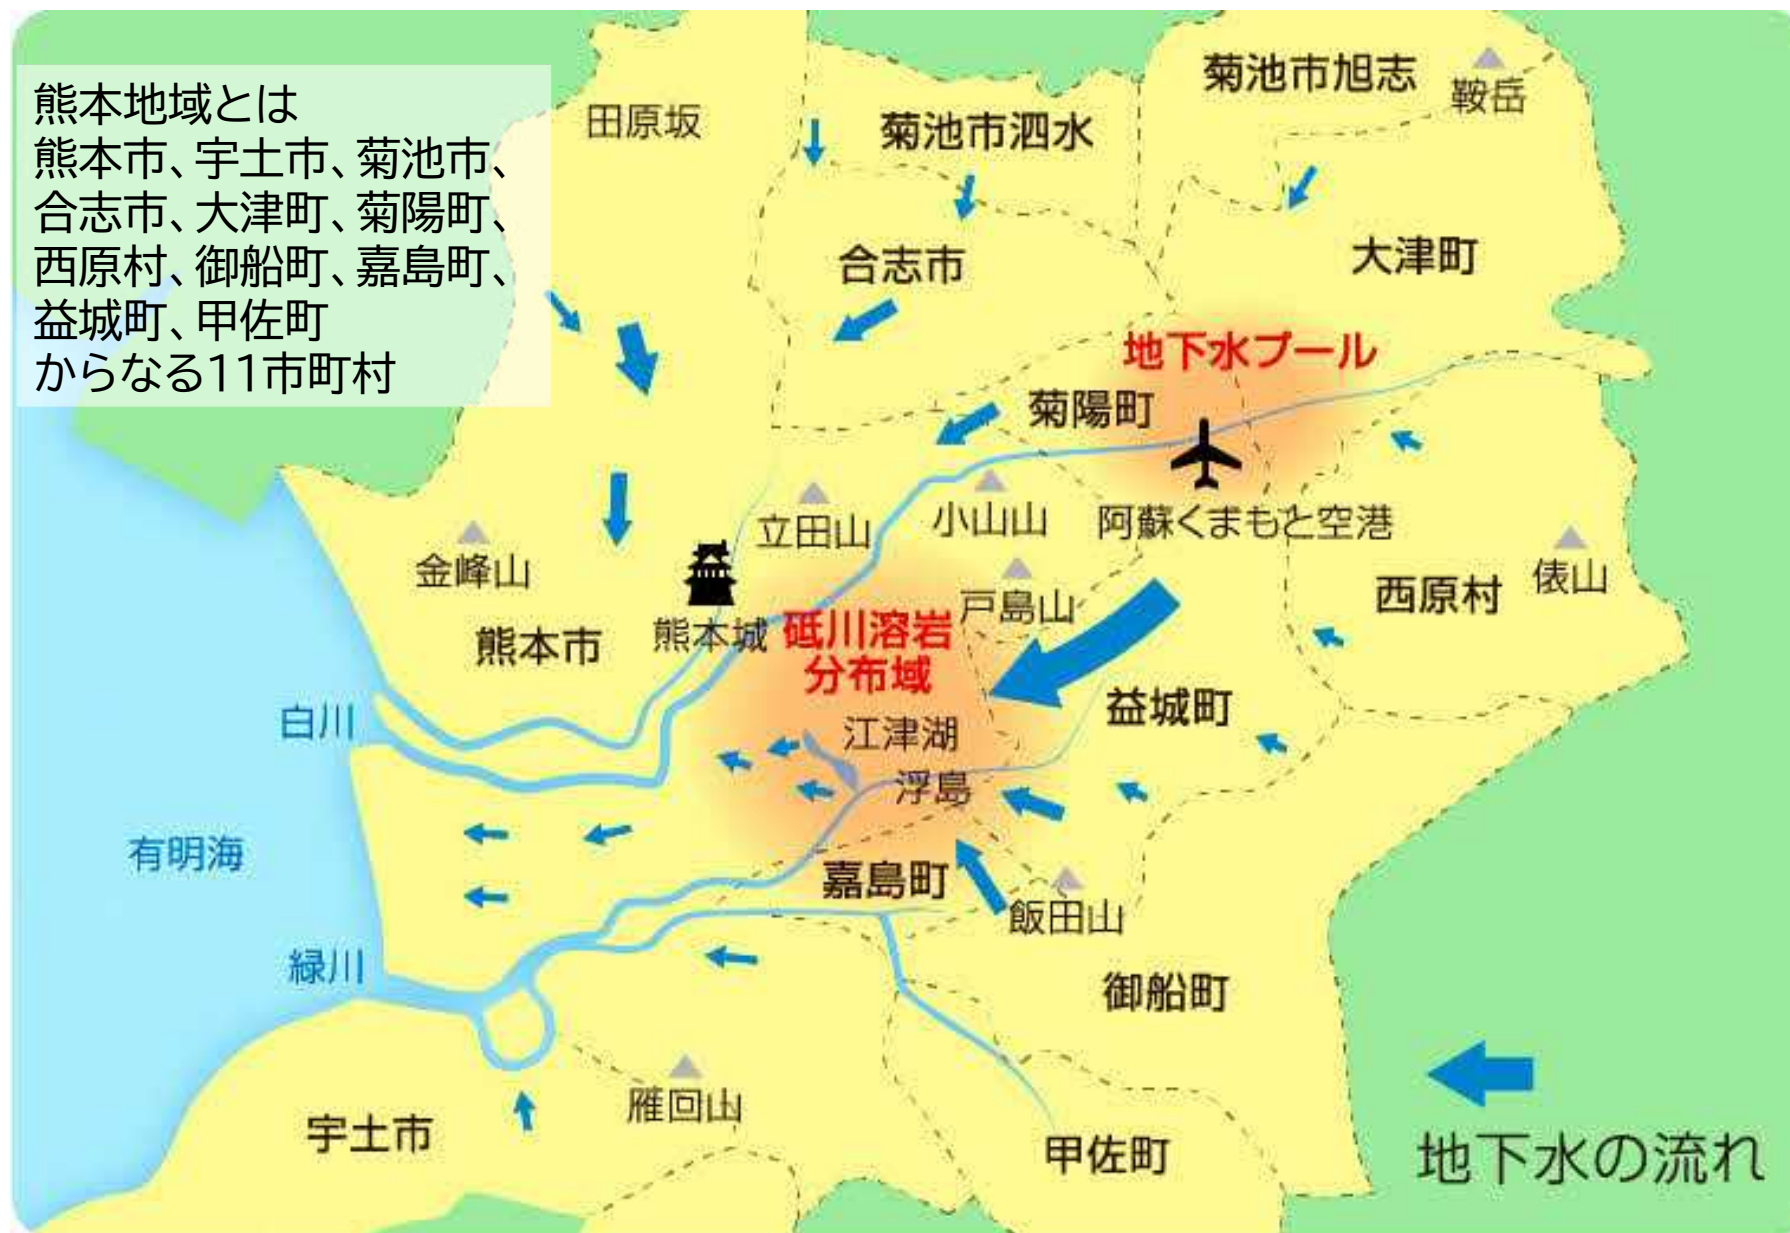 熊本地域とは
熊本市、宇土市、菊池市、
合志市、大津町、菊陽町、
西原村、御船町、嘉島町、
益城町、甲佐町
からなる11市町村
田原坂
菊池市泗水
菊池市旭志
鞍岳
合志市
大津町
地下水プール
菊陽町
立田山
小山山
阿蘇くまもと空港
金峰山
熊本市
熊本城
砥川溶岩
分布域
戸島山
西原村
俵山
白川
江津湖
益城町
浮島
有明海
嘉島町
飯田山
緑川
御船町
雁回山
宇土市
甲佐町
地下水の流れ